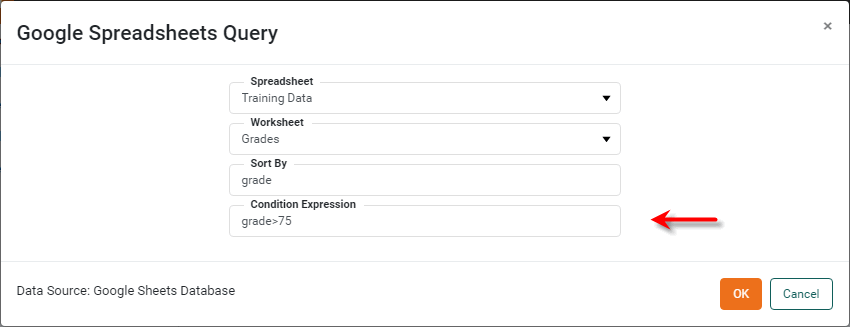 Google Spreadsheets Query
×
Spreadsheet
Training Data
Worksheet
Grades
Sort By
grade
Condition Expression
grade>75
Data Source: Google Sheets Database
OK
Cancel